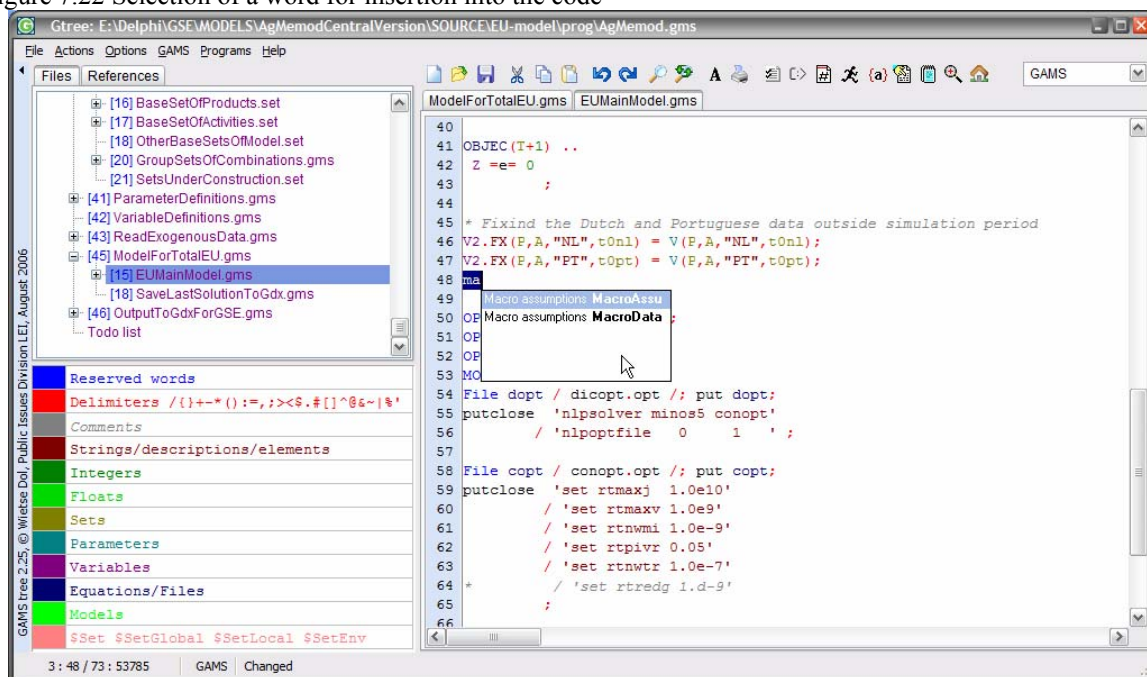 Figure 7.22 Selection of a word for insertion into the code
Gtree: E:\Delphi\GSE\MODELS\AgMemodCentralVersion\SOURCE\EU-model\prog\AgMemod.gms
File Actions Options GAMS Programs Help
Files References
GAMS
[16] BaseSetOfProducts.set
[17] BaseSetOfActivities.set
[18] OtherBaseSetsOfModel.set
[20] GroupSetsOfCombinations.gms
[21] SetsUnderConstruction.set
[41] ParameterDefinitions.gms
[42] VariableDefinitions.gms
[43] ReadExogenousData.gms
[45] ModelForTotalEU.gms
[15] EUMainModel.gms
[18] SaveLastSolutionToGdx.gms
[46] OutputToGdxForGSE.gms
Todo list
Reserved words
Delimiters /{}+-*():=,;><$.#[]^@&~|%'
Comments
Strings/descriptions/elements
Integers
Floats
Sets
Parameters
Variables
Equations/Files
Models
$Set $SetGlobal $SetLocal $SetEnv
GAMS tree 2.25, © Wietse Dol, Public Issues Division LEI, August 2006
ModelForTotalEU.gms EUMainModel.gms
40
41 OBJEC(T+1) ..
42 Z =e= 0
43 ;
44
45 * Fixind the Dutch and Portuguese data outside simulation period
46 V2.FX(P,A,"NL",t0nl) = V(P,A,"NL",t0nl);
47 V2.FX(P,A,"PT",t0pt) = V(P,A,"PT",t0pt);
48 ma
49 Macro assumptions MacroAssu
50 OP Macro assumptions MacroData ;
51 OP
52 OP
53 MO
54 File dopt / dicopt.opt /; put dopt;
55 putclose 'nlpsolver minos5 conopt'
56 / 'nlpoptfile 0 1 ' ;
57
58 File copt / conopt.opt /; put copt;
59 putclose 'set rtmaxj 1.0e10'
60 / 'set rtmaxv 1.0e9'
61 / 'set rtnwmi 1.0e-9'
62 / 'set rtpivr 0.05'
63 / 'set rtnwtr 1.0e-7'
64 * / 'set rtredg 1.d-9'
65 ;
66
3 : 48 / 73 : 53785 GAMS Changed